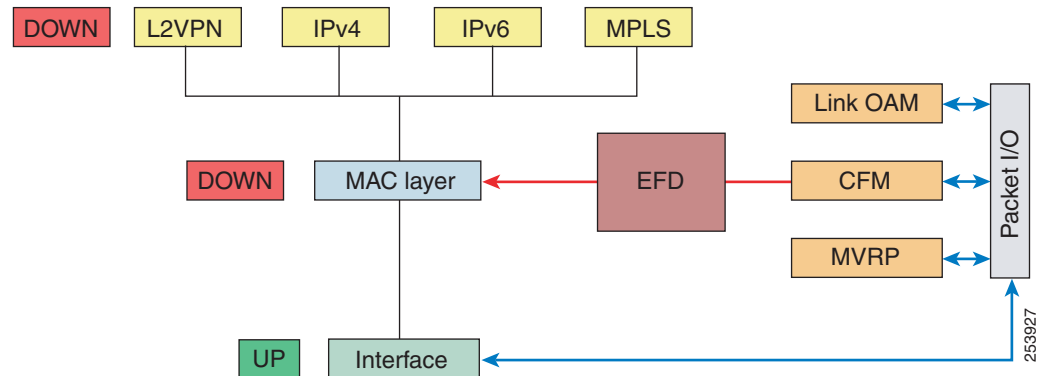 DOWN
L2VPN
IPv4
IPv6
MPLS
Link OAM
DOWN
MAC layer
EFD
CFM
Packet I/O
MVRP
UP
Interface
253927